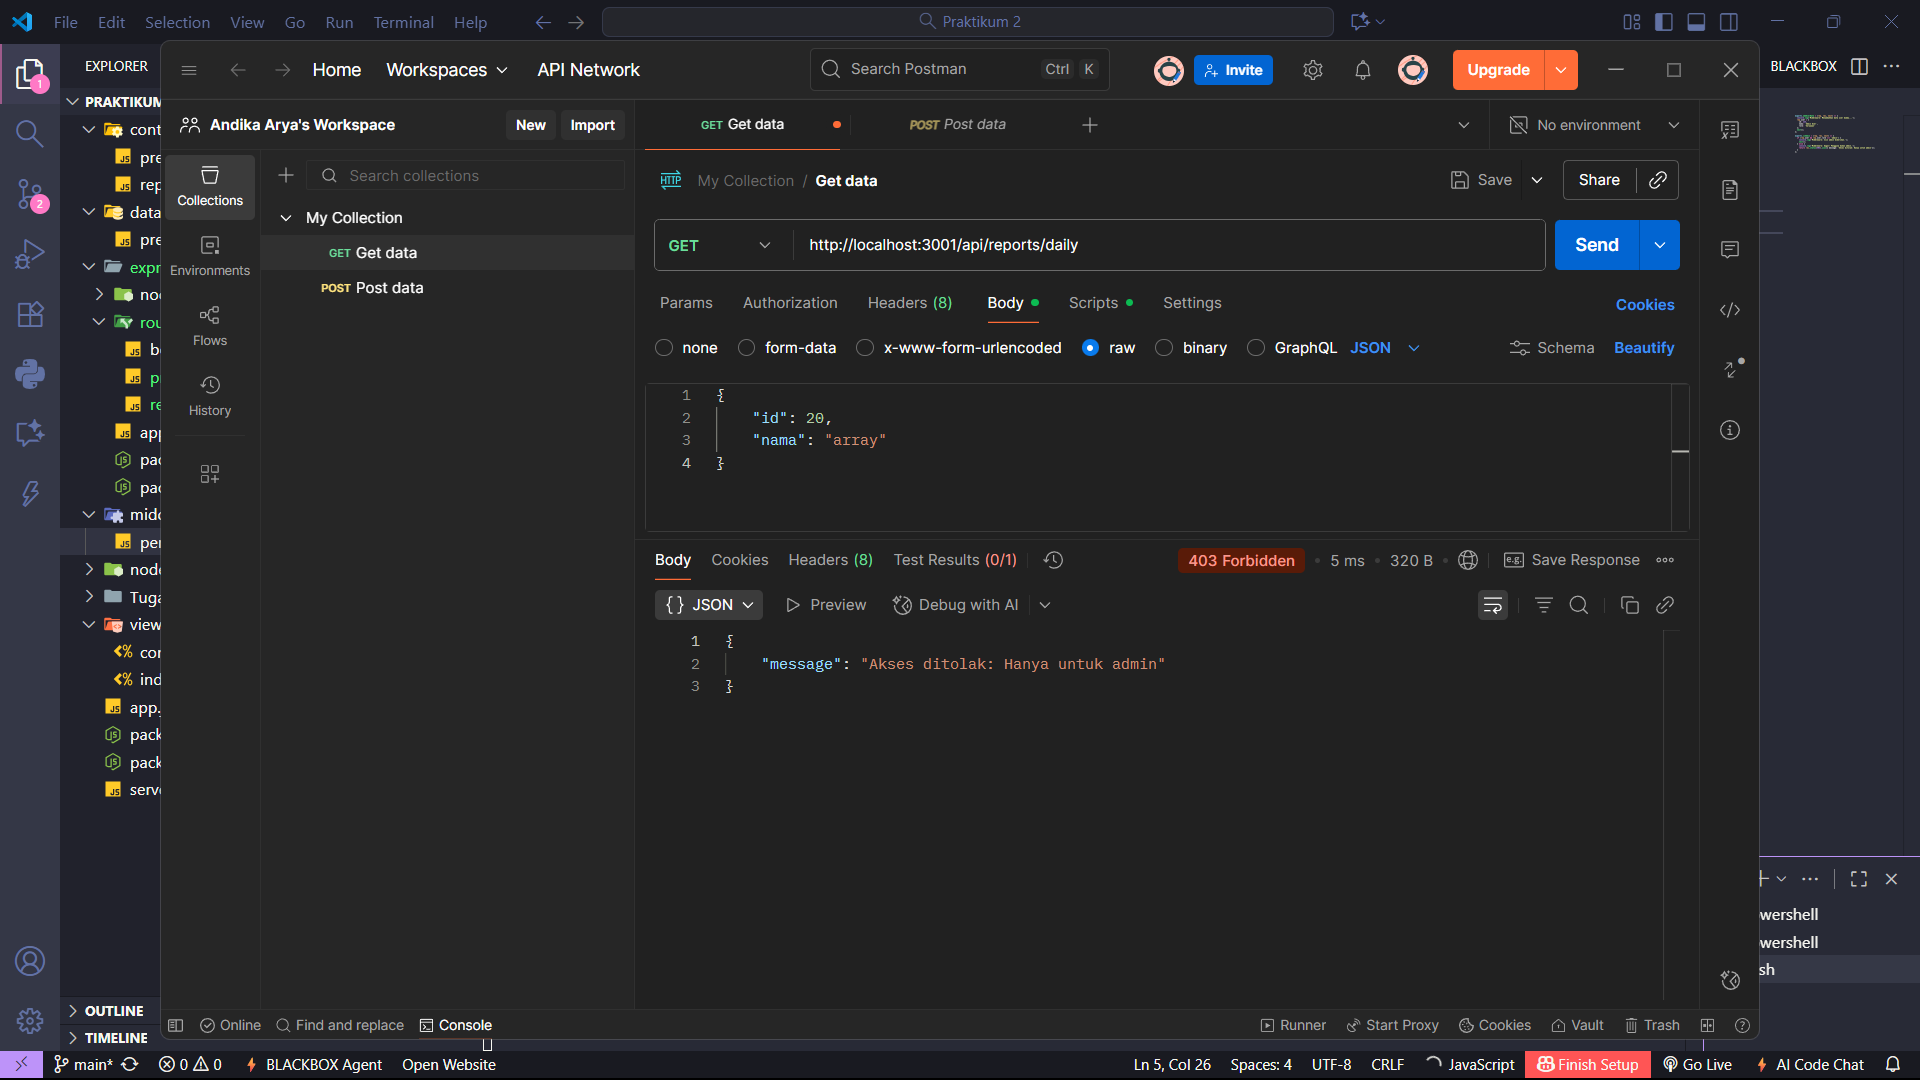 File Edit Selection View Go Run Terminal Help
Praktikum 2
EXPLORER
PRAKTIKUM
cont
pre
rep
data
pre
expr
rou
app
pac
pac
mido
per
node
Tuga
view
cor
ind
app.
pack
pack
serve
OUTLINE
TIMELINE
1
2
Home Workspaces API Network
Search Postman Ctrl K
Invite
Upgrade
BLACKBOX
Andika Arya's Workspace New Import
GET Get data
POST Post data
No environment
Collections
Environments
Flows
History
Search collections
My Collection
GET Get data
POST Post data
HTTP My Collection / Get data
Save Share
GET http://localhost:3001/api/reports/daily Send
Params Authorization Headers (8) Body Scripts Settings Cookies
none form-data x-www-form-urlencoded raw binary GraphQL JSON Schema Beautify
1 {
2 "id": 20,
3 "nama": "array"
4 }
Body Cookies Headers (8) Test Results (0/1) 403 Forbidden • 5 ms • 320 B e.g. Save Response
{} JSON Preview Debug with AI
1 {
2 "message": "Akses ditolak: Hanya untuk admin"
3 }
wershell
wershell
sh
Online Find and replace Console Runner Start Proxy Cookies Vault Trash
main* 0 0 BLACKBOX Agent Open Website Ln 5, Col 26 Spaces: 4 UTF-8 CRLF JavaScript Finish Setup Go Live AI Code Chat